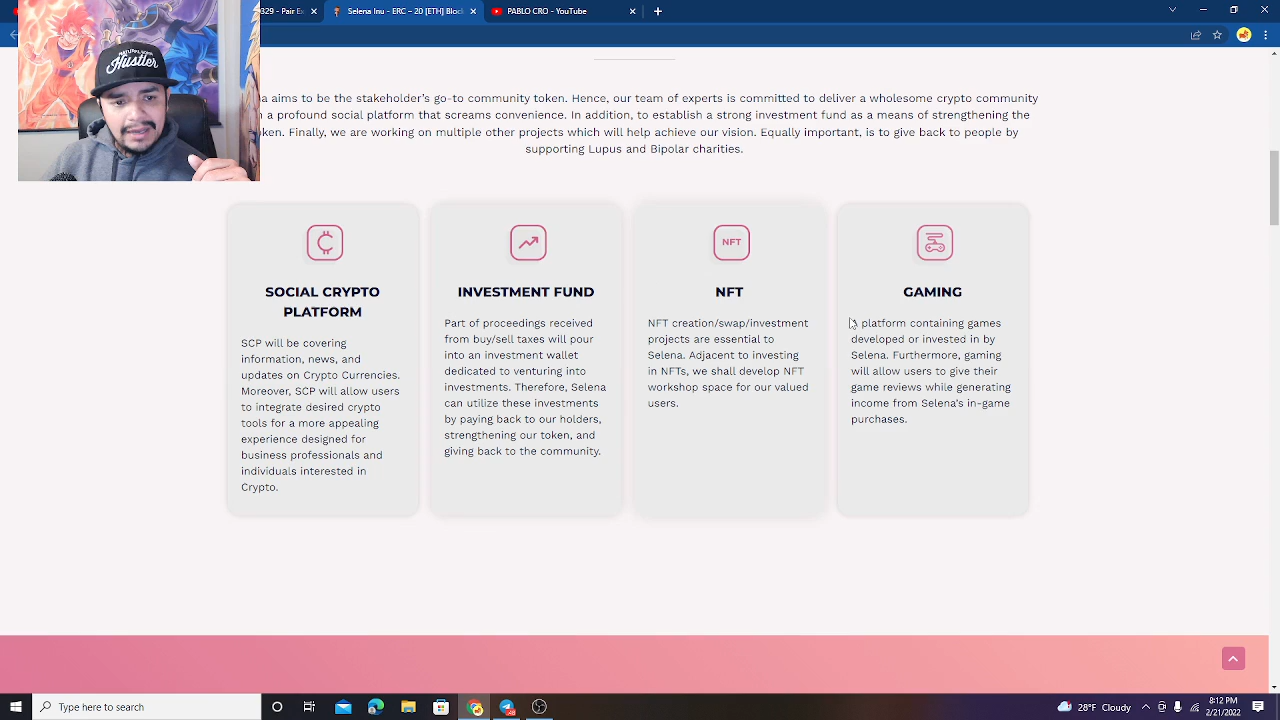 329 - Par
Selena Inu - ERC - 20 [ETH] Backe
PABLO CRO - YouTube
Hustler
a aims to be the stakeholder's go-to community token. Hence, our team of experts is committed to deliver a wholesome crypto community
a profound social platform that screams convenience. In addition, to establish a strong investment fund as a means of strengthening the
ken. Finally, we are working on multiple other projects which will help achieve our vision. Equally important, is to give back to people by
supporting Lupus and Bipolar charities.
SOCIAL CRYPTO
PLATFORM
SCP will be covering
information, news, and
updates on Crypto Currencies.
Moreover, SCP will allow users
to integrate desired crypto
tools for a more appealing
experience designed for
business professionals and
individuals interested in
Crypto.
INVESTMENT FUND
Part of proceedings received
from buy/sell taxes will pour
into an investment wallet
dedicated to venturing into
investments. Therefore, Selena
can utilize these investments
by paying back to our holders,
strengthening our token, and
giving back to the community.
NFT
NFT
NFT creation/swap/investment
projects are essential to
Selena. Adjacent to investing
in NFTs, we shall develop NFT
workshop space for our valued
users.
GAMING
A platform containing games
developed or invested in by
Selena. Furthermore, gaming
will allow users to give their
game reviews while generating
income from Selena's in-game
purchases.
Type here to search
29°F Cloudy
8:12 PM
2/21/2022